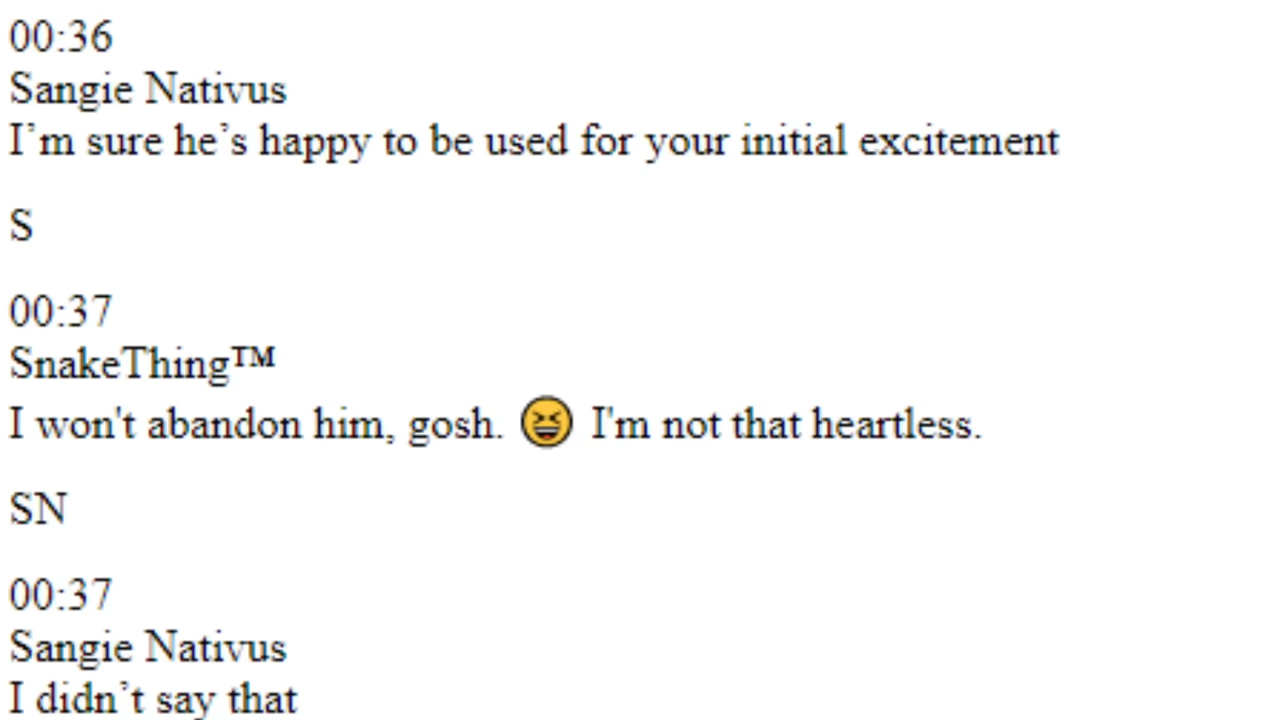 00:36
Sangie Nativus
I’m sure he’s happy to be used for your initial excitement
S
00:37
SnakeThing™
I won't abandon him, gosh. 😆 I'm not that heartless.
SN
00:37
Sangie Nativus
I didn’t say that